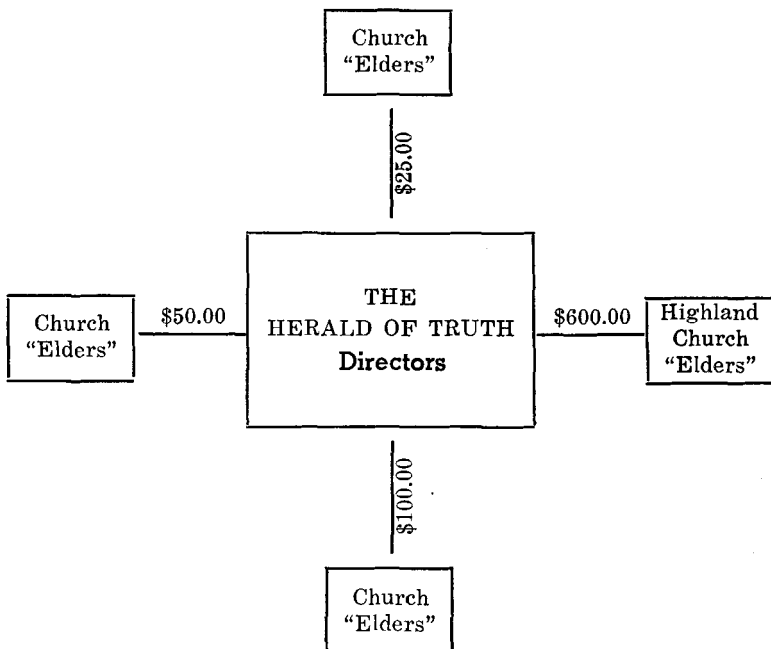 Church
“Elders”
$25.00
Church
“Elders”
$50.00
THE
HERALD OF TRUTH
Directors
$600.00
Highland
Church
“Elders”
$100.00
Church
“Elders”